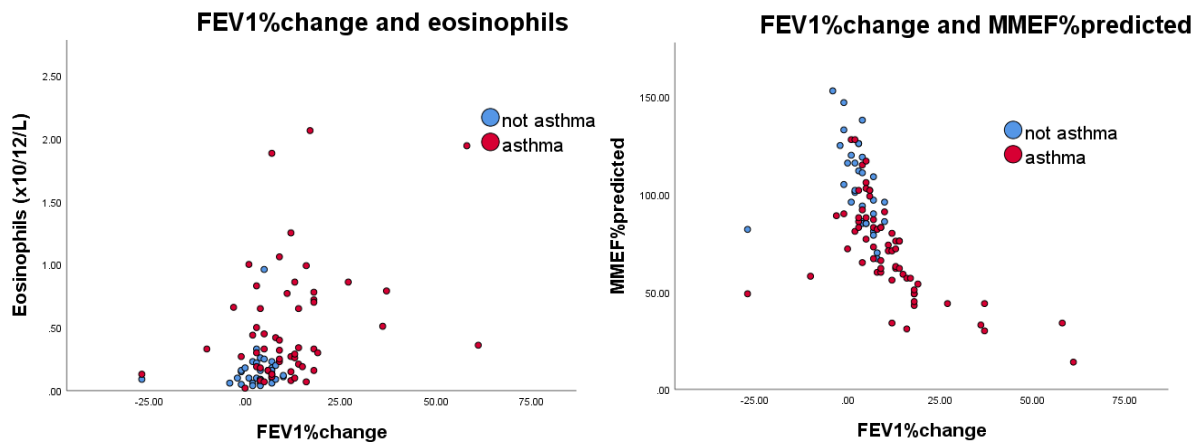 FEV1%change and eosinophils
Eosinophils (x10/12/L)
2.50
2.00
1.50
1.00
.50
.00
-25.00 .00 25.00 50.00 75.00
FEV1%change
not asthma
asthma
FEV1%change and MMEF%predicted
MMEF%predicted
150.00
100.00
50.00
.00
-25.00 .00 25.00 50.00 75.00
FEV1%change
not asthma
asthma